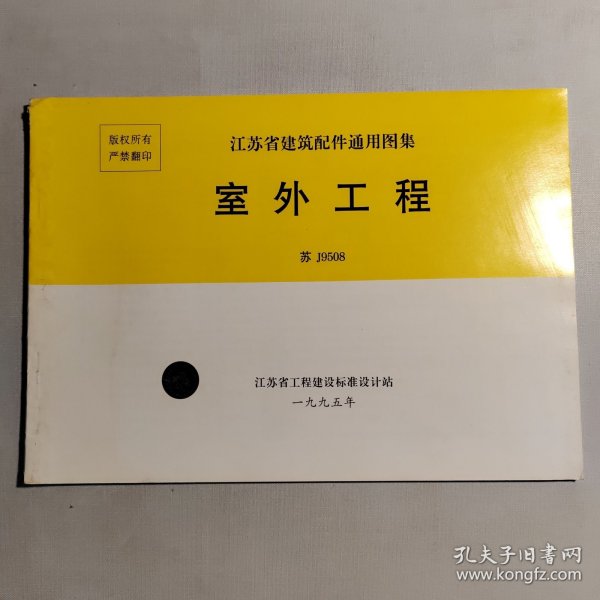 版权所有
严禁翻印
江苏省建筑配件通用图集
室外工程
苏 J9508
江苏省工程建设标准设计站
一九九五年
孔夫子旧书网
www.kongfz.com